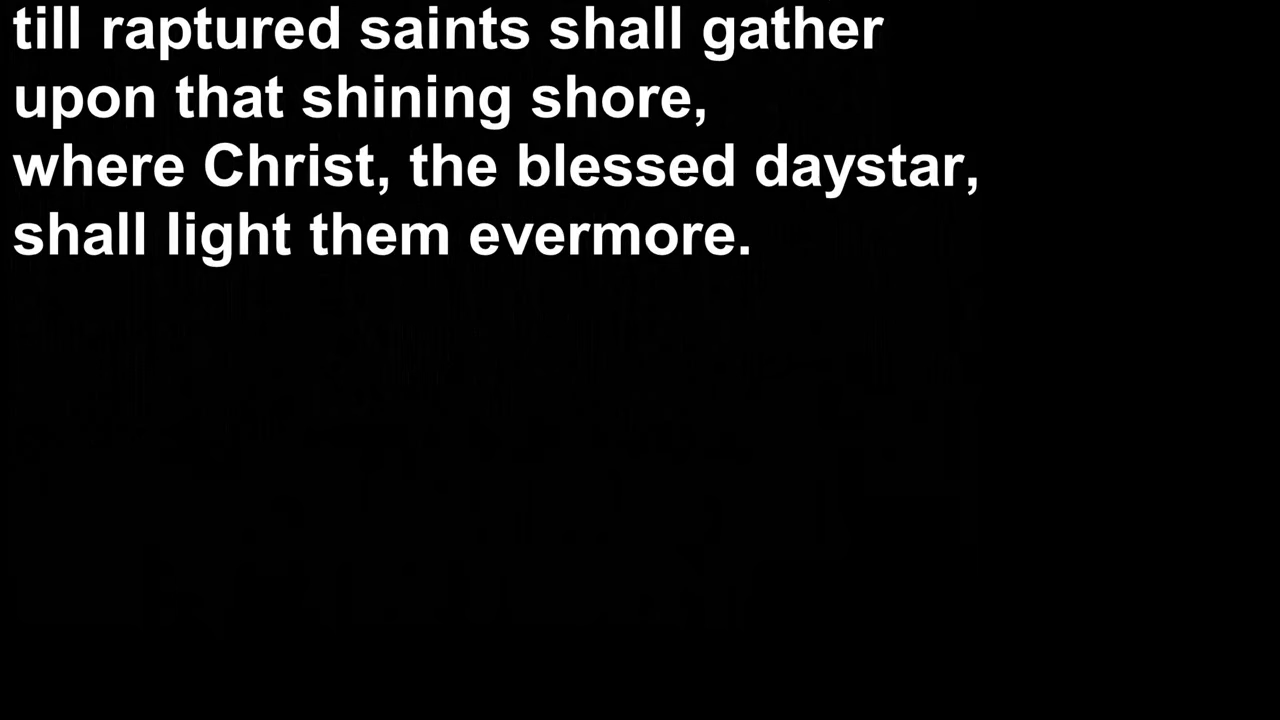 till raptured saints shall gather
upon that shining shore,
where Christ, the blessed daystar,
shall light them evermore.